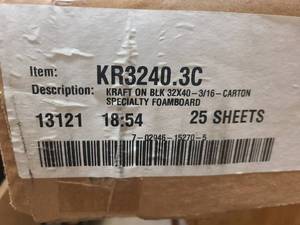 Item: KR3240.3C
Description: KRAFT ON BLK 32X40-3/16-CARTON
SPECIALTY FOAMBOARD
13121 18:54 25 SHEETS
7-02946-15270-5